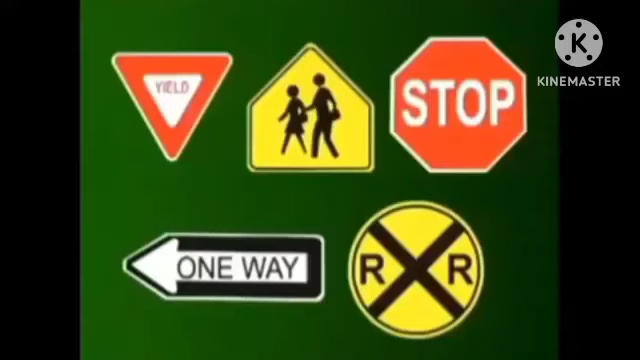 YIELD
STOP
K
KINEMASTER
ONE WAY
R R